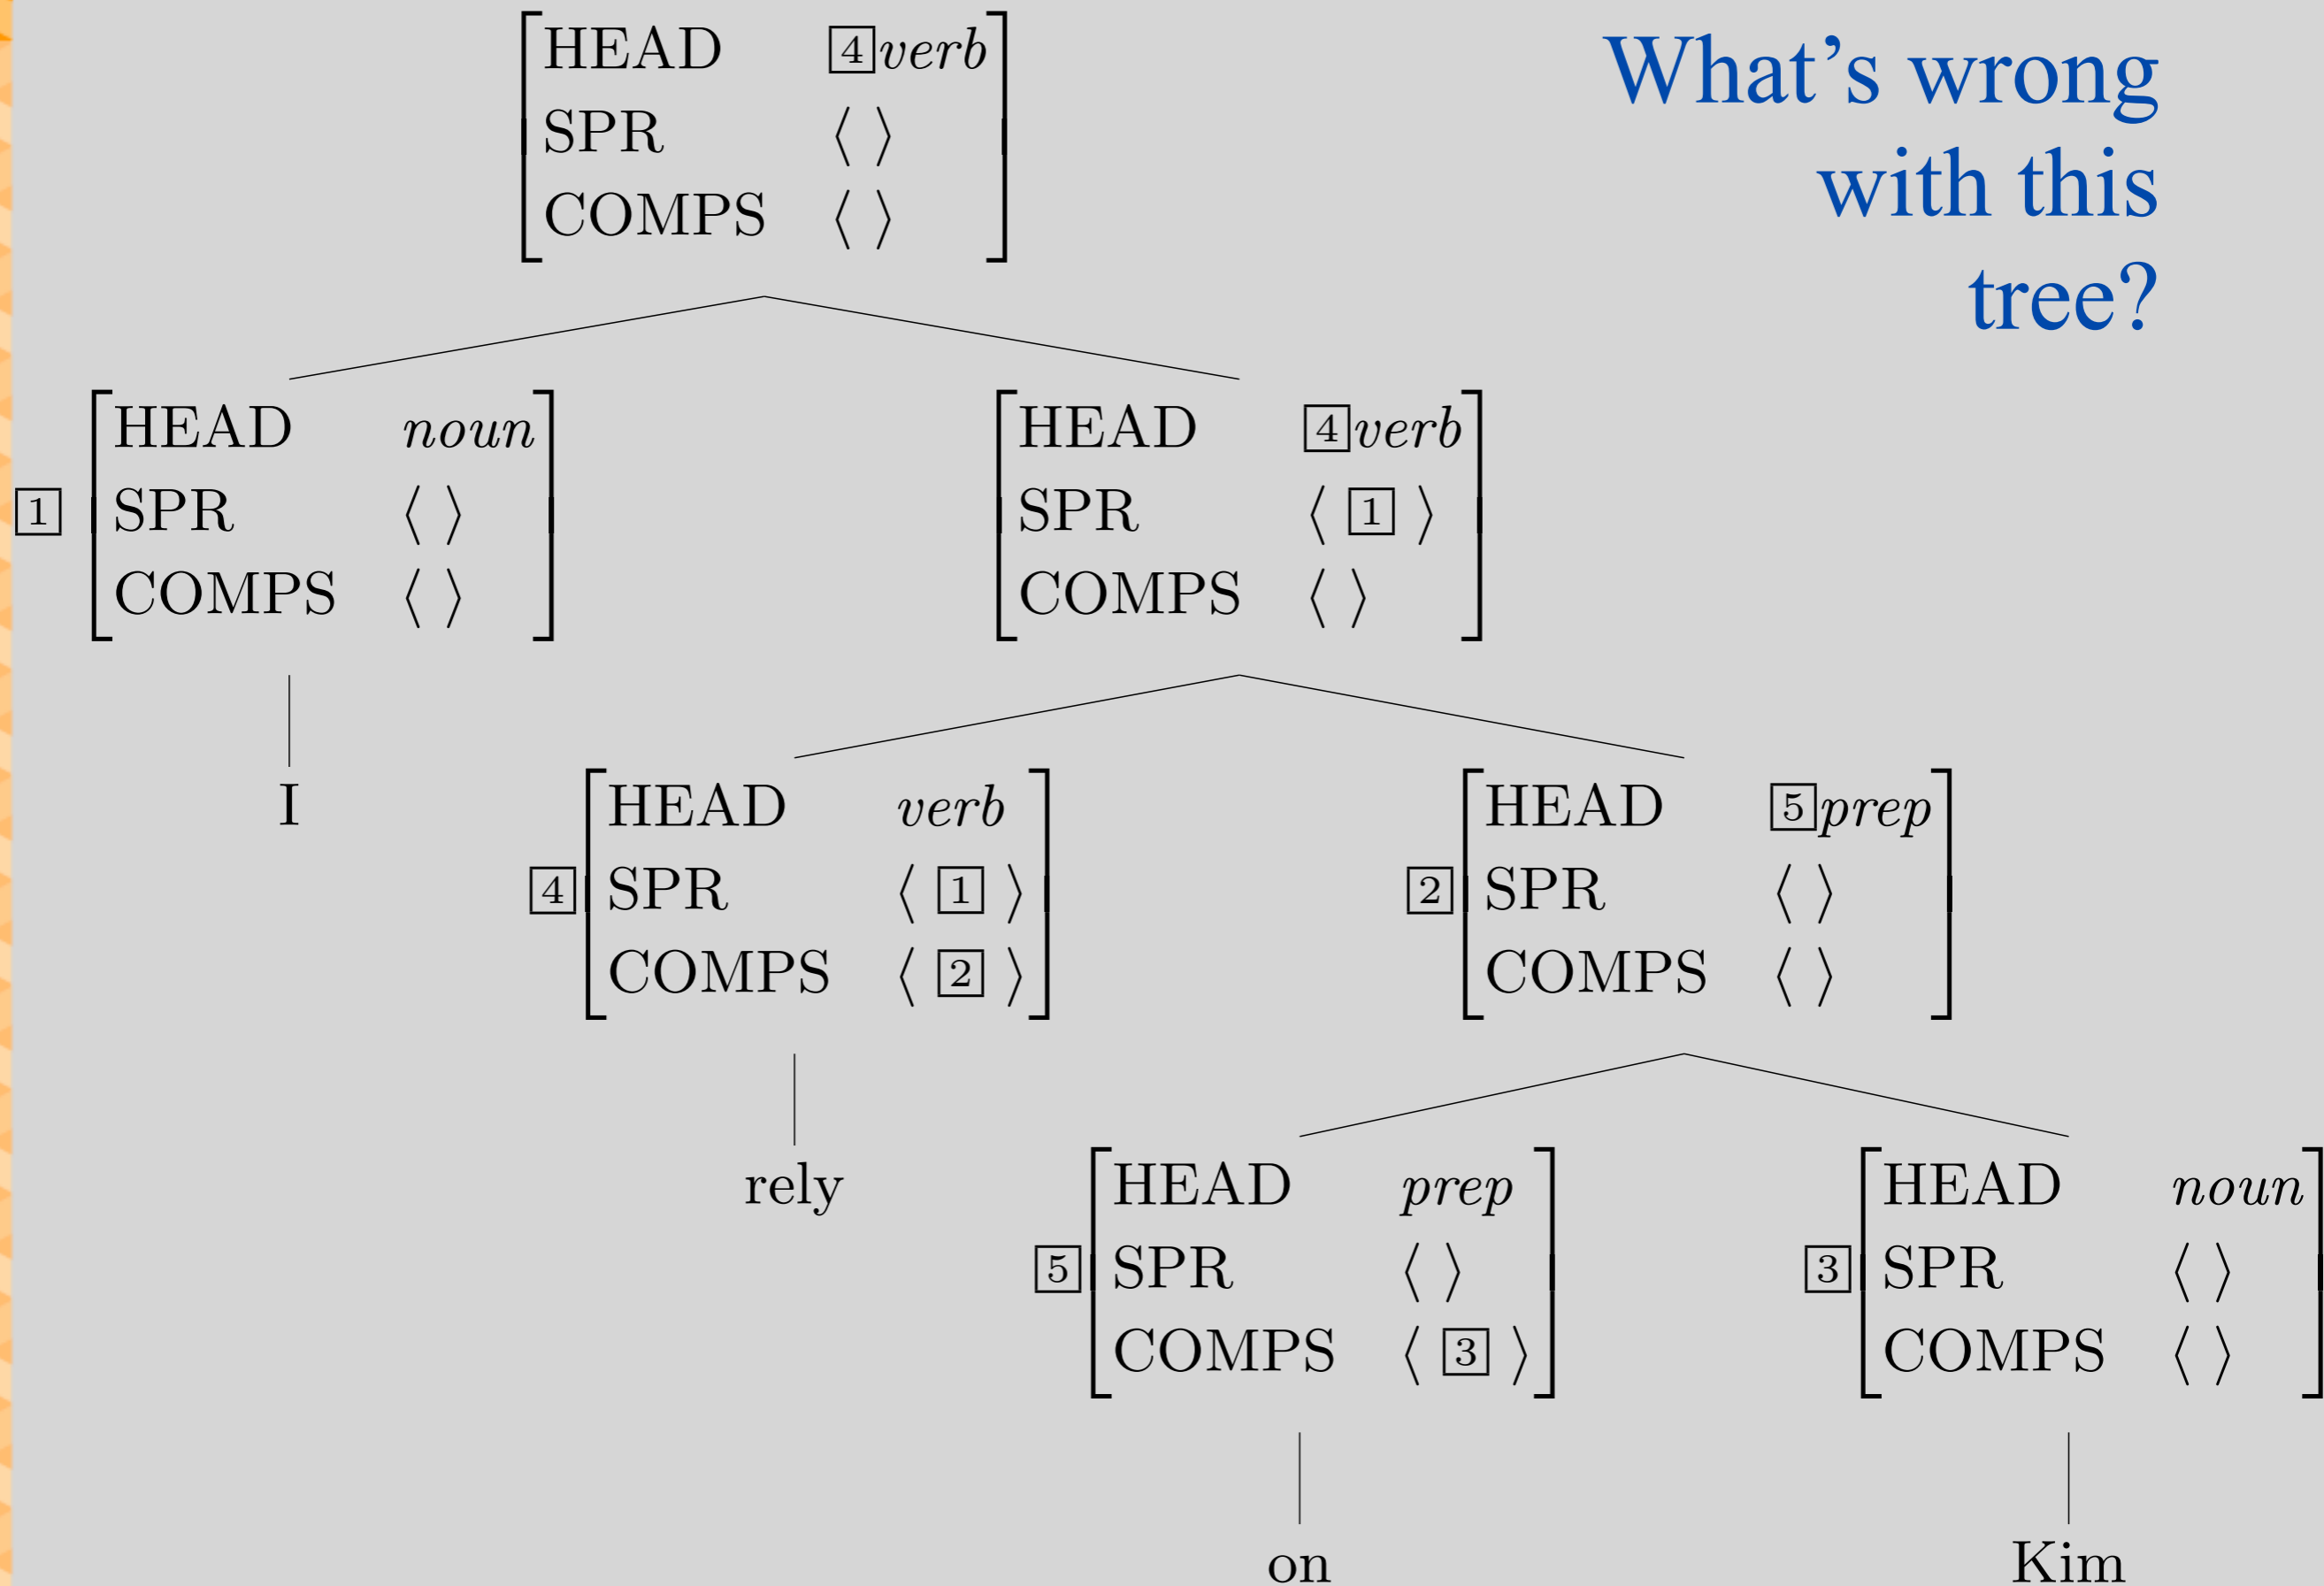 What's wrong
with this
tree?
HEAD 4 verb
SPR ⟨ ⟩
COMPS ⟨ ⟩
1
HEAD noun
SPR ⟨ ⟩
COMPS ⟨ ⟩
HEAD 4 verb
SPR ⟨ 1 ⟩
COMPS ⟨ ⟩
I
4
HEAD verb
SPR ⟨ 1 ⟩
COMPS ⟨ 2 ⟩
2
HEAD 5 prep
SPR ⟨ ⟩
COMPS ⟨ ⟩
rely
5
HEAD prep
SPR ⟨ ⟩
COMPS ⟨ 3 ⟩
3
HEAD noun
SPR ⟨ ⟩
COMPS ⟨ ⟩
on
Kim